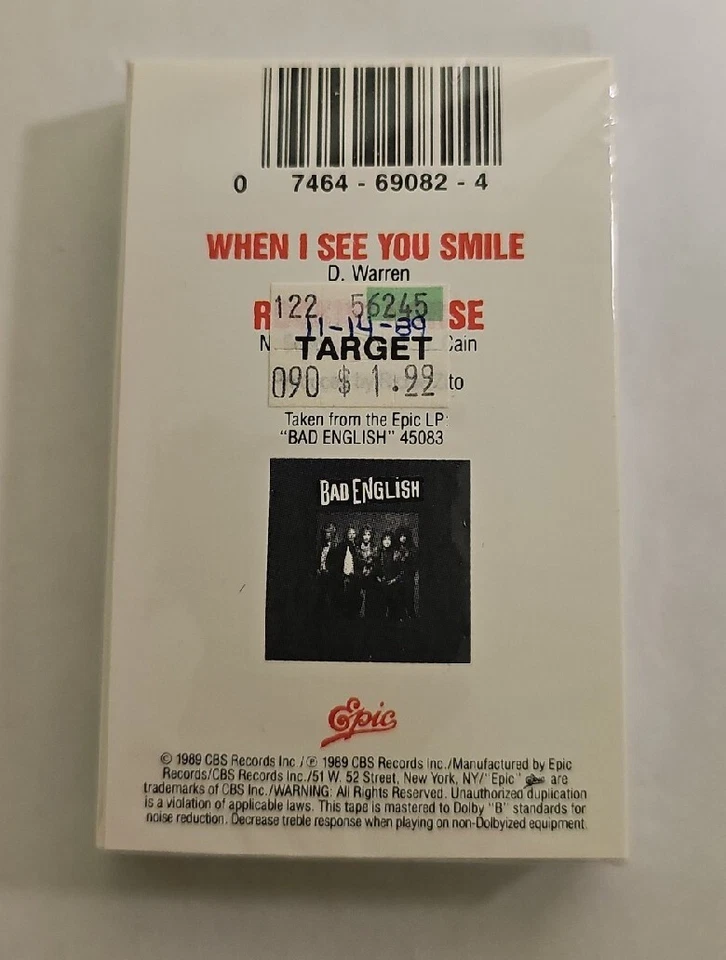 0 7464 - 69082 - 4
WHEN I SEE YOU SMILE
D. Warren
122 56245
R SE
11-14-89
N. TARGET Cain
090 $ 1.99 to
Taken from the Epic LP:
"BAD ENGLISH" 45083
BAD ENGLISH
Epic
© 1989 CBS Records Inc./℗ 1989 CBS Records Inc./Manufactured by Epic
Records/CBS Records Inc./51 W. 52 Street, New York, NY/"Epic" are
trademarks of CBS Inc./WARNING: All Rights Reserved. Unauthorized duplication
is a violation of applicable laws. This tape is mastered to Dolby "B" standards for
noise reduction. Decrease treble response when playing on non-Dolbyized equipment.